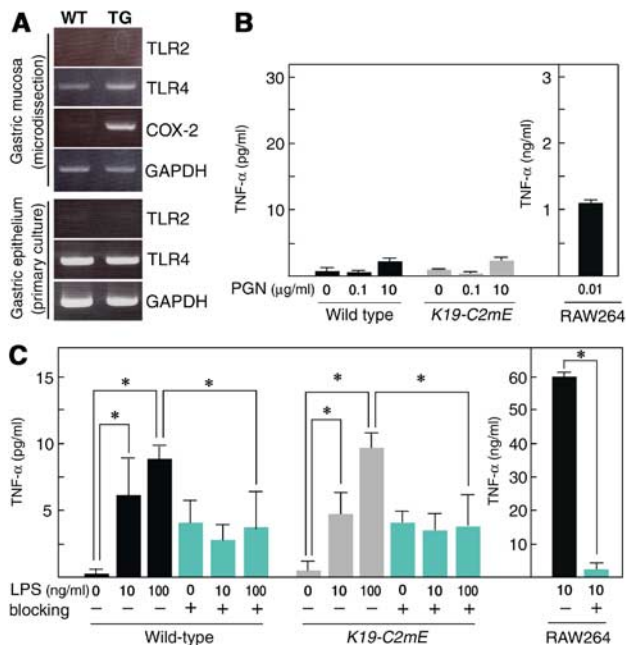 A
WT TG
Gastric mucosa
(microdissection)
TLR2
TLR4
COX-2
GAPDH
Gastric epithelium
(primary culture)
TLR2
TLR4
GAPDH
B
TNF-α (pg/ml)
30
20
10
TNF-α (ng/ml)
3
2
1
PGN (μg/ml) 0 0.1 10 0 0.1 10 0.01
Wild type K19-C2mE RAW264
C
TNF-α (pg/ml)
15
10
5
* * * * * *
TNF-α (ng/ml)
60
50
40
30
20
10
*
LPS (ng/ml) 0 10 100 0 10 100 0 10 100 0 10 100 10 10
blocking − − − + + + − − − + + + − +
Wild-type K19-C2mE RAW264